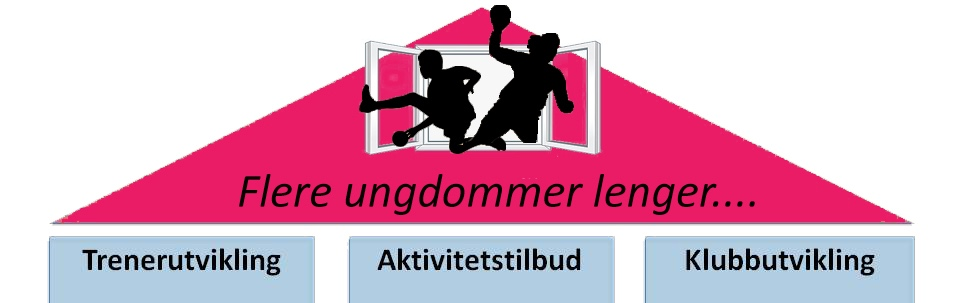 Flere ungdommer lenger....
Trenerutvikling
Aktivitetstilbud
Klubbutvikling